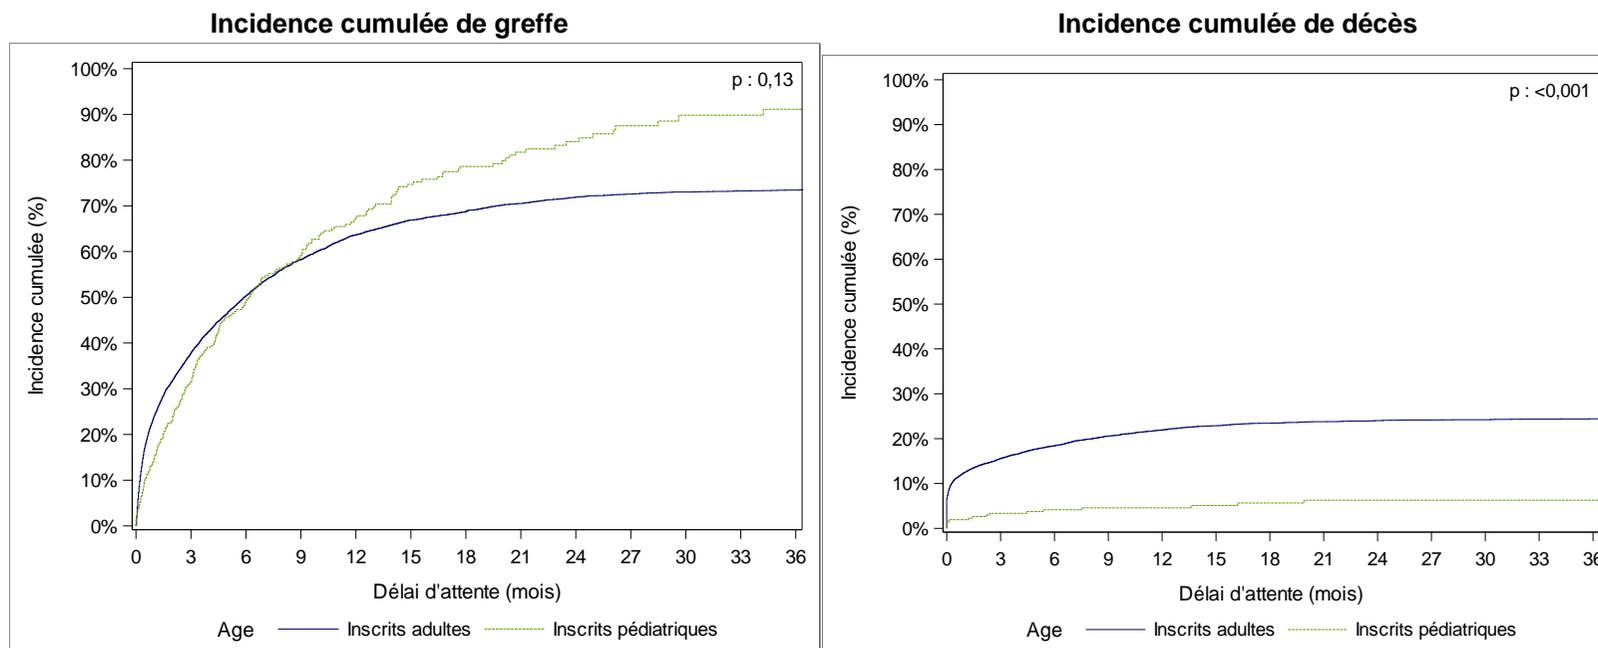 Incidence cumulée de greffe
p : 0,13
100%
90%
80%
70%
60%
50%
40%
30%
20%
10%
0%
Incidence cumulée (%)
0 3 6 9 12 15 18 21 24 27 30 33 36
Délai d'attente (mois)
Age Inscrits adultes Inscrits pédiatriques
Incidence cumulée de décès
p : <0,001
100%
90%
80%
70%
60%
50%
40%
30%
20%
10%
0%
Incidence cumulée (%)
0 3 6 9 12 15 18 21 24 27 30 33 36
Délai d'attente (mois)
Age Inscrits adultes Inscrits pédiatriques